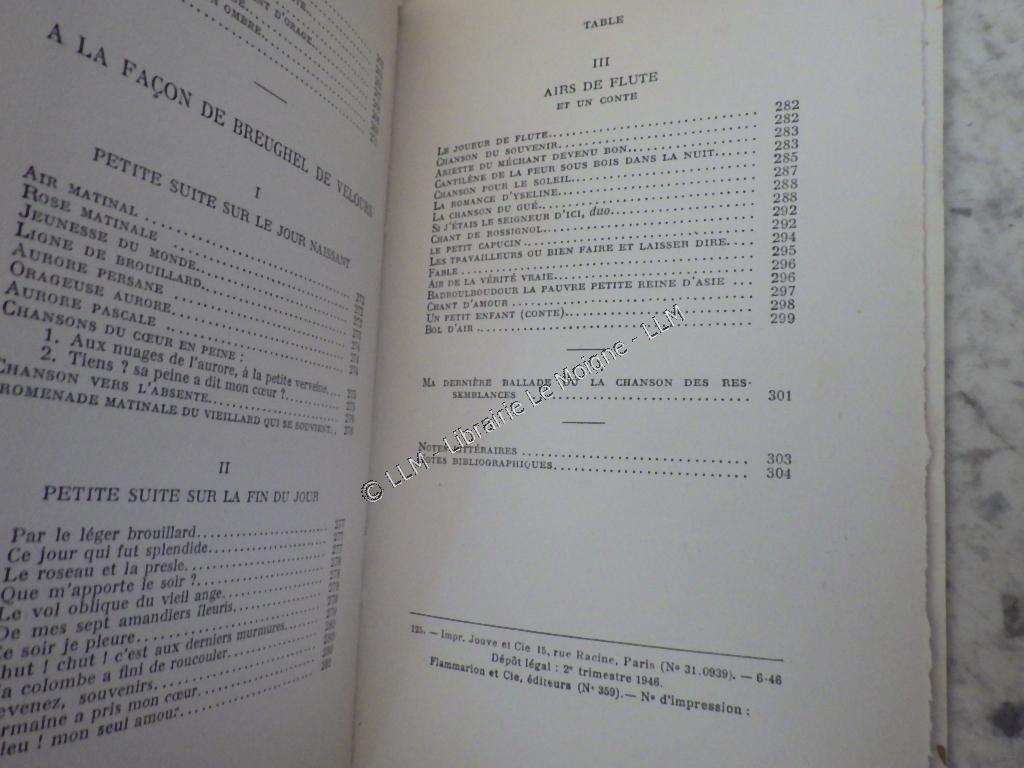 OMBRE
A LA FAÇON DE BREUGHEL DE VELOURS
I
PETITE SUITE SUR LE JOUR NAISSANT
AIR MATINAL
ROSE MATINALE
JEUNESSE DU MONDE
LIGNE DE BROUILLARD
AURORE PERSANE
ORAGEUSE AURORE
AURORE PASCALE
CHANSONS DU CŒUR EN PEINE :
1. Aux nuages de l'aurore, à la petite verveine
2. Tiens ? sa peine a dit mon cœur ?
CHANSON VERS L'ABSENTE
ROMENADE MATINALE DU VIEILLARD QUI SE SOUVIENT
II
PETITE SUITE SUR LA FIN DU JOUR
Par le léger brouillard
Ce jour qui fut splendide
Le roseau et la presle
Que m'apporte le soir ?
Le vol oblique du vieil ange
De mes sept amandiers fleuris
e soir je pleure
hut ! chut ! c'est aux derniers murmures
a colombe a fini de roucouler
evenez, souvenirs
rmaine a pris mon cœur
ieu ! mon seul amour
TABLE
III
AIRS DE FLUTE
ET UN CONTE
LE JOUEUR DE FLUTE 282
CHANSON DU SOUVENIR 282
ARIETTE DU MÉCHANT DEVENU BON 283
CANTILÈNE DE LA PEUR SOUS BOIS DANS LA NUIT 283
CHANSON POUR LE SOLEIL 285
LA ROMANCE D'YSELINE 287
LA CHANSON DU GUÉ 288
SI J'ÉTAIS LE SEIGNEUR D'ICI, duo 288
CHANT DE ROSSIGNOL 292
LE PETIT CAPUCIN 292
LES TRAVAILLEURS OU BIEN FAIRE ET LAISSER DIRE 294
FABLE 295
AIR DE LA VÉRITÉ VRAIE 296
BADROULBOUDOUR LA PAUVRE PETITE REINE D'ASIE 296
CHANT D'AMOUR 297
UN PETIT ENFANT (CONTE) 298
BOL D'AIR 299
MA DERNIÈRE BALLADE LA CHANSON DES RES-
SEMBLANCES 301
NOTES LITTÉRAIRES 303
NOTES BIBLIOGRAPHIQUES 304
125. — Impr. Jouve et Cie 15, rue Racine, Paris (N° 31.0939). — 6-46
Dépôt légal : 2e trimestre 1946.
Flammarion et Cie, éditeurs (N° 359). — N° d'impression :
© LLM - Librairie Le Moigne - LLM